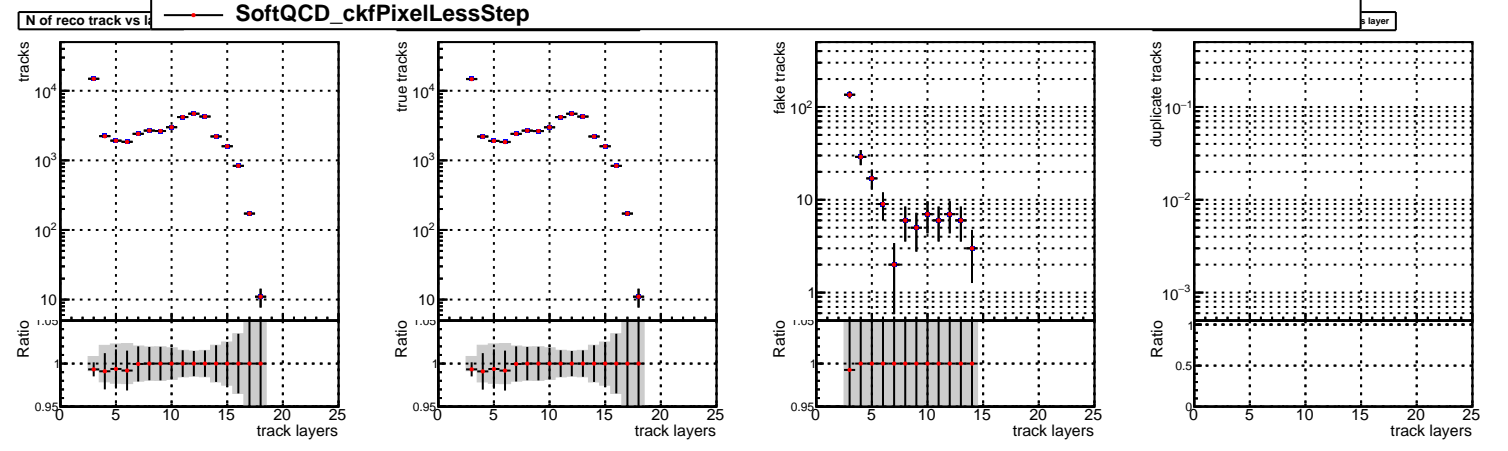 SoftQCD_ckfPixelLessStep
N of reco track vs la
s layer
tracks
10⁴
10³
10²
10
Ratio
1.05
1
0.95
0 5 10 15 20 25
track layers
true tracks
10⁴
10³
10²
10
Ratio
1.05
1
0.95
0 5 10 15 20 25
track layers
fake tracks
10²
10
1
Ratio
1.05
1
0.95
0 5 10 15 20 25
track layers
duplicate tracks
10⁻¹
10⁻²
10⁻³
Ratio
1
0.5
0
0 5 10 15 20 25
track layers